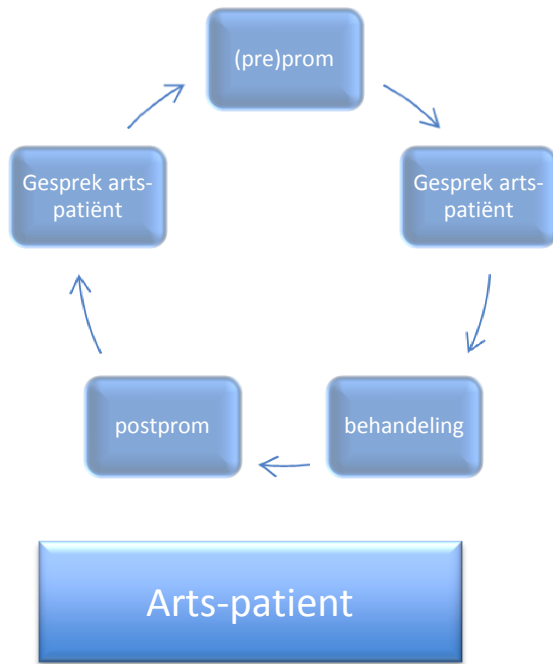 (pre)prom
Gesprek arts-
patiënt
Gesprek arts-
patiënt
postprom
behandeling
Arts-patient